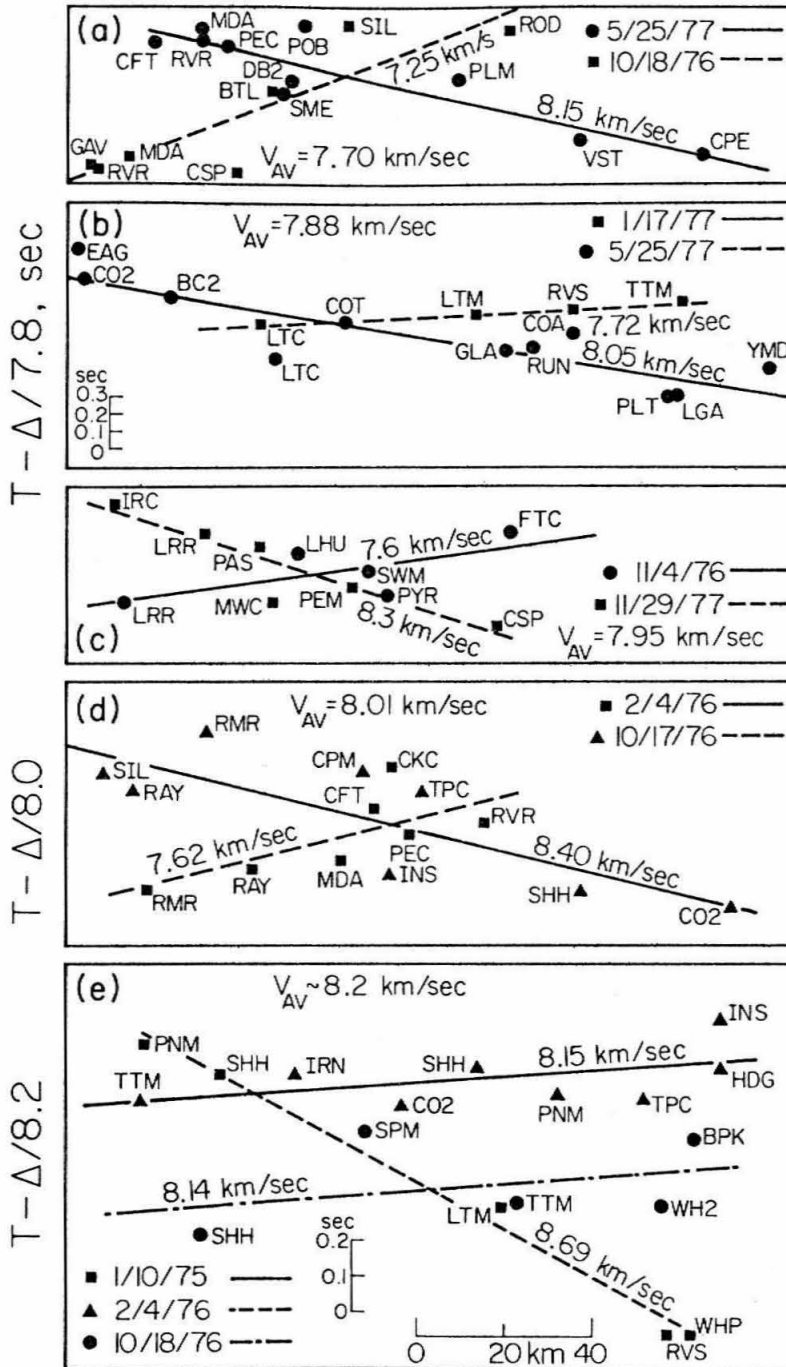 T - Δ/7.8, sec
(a)
MDA
SIL
ROD
5/25/77
CFT
RVR
PEC
POB
7.25 km/s
10/18/76
DB2
PLM
BTL
SME
8.15 km/sec
CPE
GAV
MDA
VST
RVR
CSP
V_AV=7.70 km/sec
(b)
V_AV=7.88 km/sec
1/17/77
5/25/77
EAG
CO2
BC2
COT
LTM
RVS
TTM
LTC
COA
7.72 km/sec
LTC
GLA
RUN
8.05 km/sec
YMD
sec
0.3
0.2
0.1
0
PLT
LGA
IRC
FTC
LRR
PAS
LHU
7.6 km/sec
SWM
11/4/76
LRR
MWC
PEM
PYR
11/29/77
8.3 km/sec
CSP
(c)
V_AV=7.95 km/sec
T - Δ/8.0
(d)
RMR
V_AV=8.01 km/sec
2/4/76
10/17/76
SIL
RAY
CPM
CKC
CFT
TPC
RVR
7.62 km/sec
PEC
8.40 km/sec
RMR
RAY
MDA
INS
SHH
CO2
T - Δ/8.2
(e)
V_AV~8.2 km/sec
INS
PNM
SHH
IRN
SHH
8.15 km/sec
TTM
HDG
CO2
PNM
TPC
SPM
BPK
8.14 km/sec
LTM
TTM
WH2
SHH
sec
0.2
0.1
0
8.69 km/sec
1/10/75
2/4/76
10/18/76
WHP
RVS
0 20 km 40